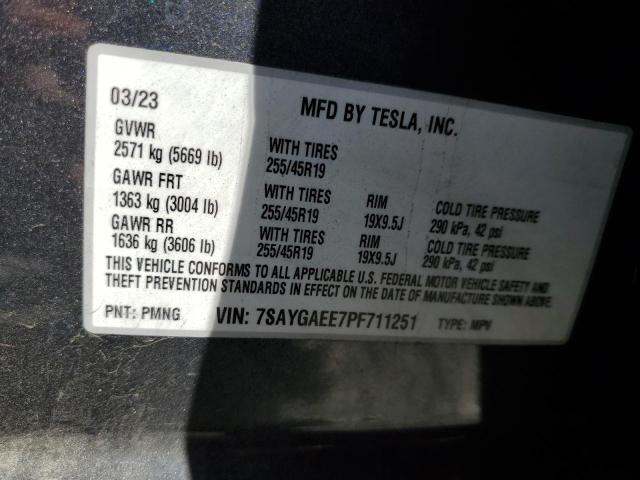 03/23 MFD BY TESLA, INC.
GVWR
2571 kg (5669 lb) WITH TIRES 255/45R19
GAWR FRT
1363 kg (3004 lb) WITH TIRES 255/45R19 RIM 19X9.5J COLD TIRE PRESSURE 290 kPa, 42 psi
GAWR RR
1636 kg (3606 lb) WITH TIRES 255/45R19 RIM 19X9.5J COLD TIRE PRESSURE 290 kPa, 42 psi
THIS VEHICLE CONFORMS TO ALL APPLICABLE U.S. FEDERAL MOTOR VEHICLE SAFETY AND
THEFT PREVENTION STANDARDS IN EFFECT ON THE DATE OF MANUFACTURE SHOWN ABOVE.
PNT: PMNG VIN: 7SAYGAEE7PF711251 TYPE: MPV